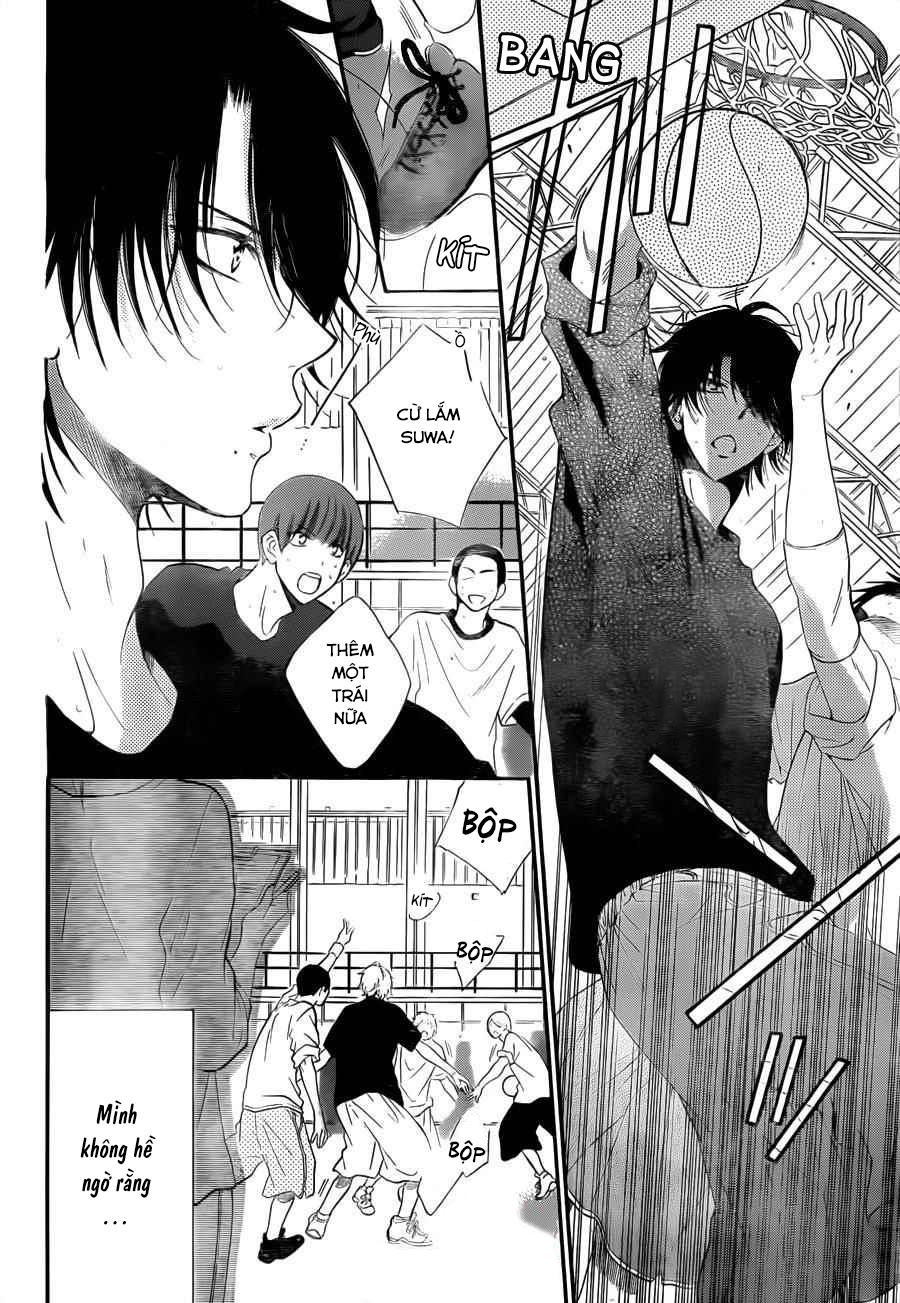 BANG
KÍT
Phù
Ồ
CỪ LẮM
SUWA!
THÊM
MỘT
TRÁI
NỮA
BỘP
KÍT
BỘP
BỘP
Mình
không hề
ngờ rằng
...